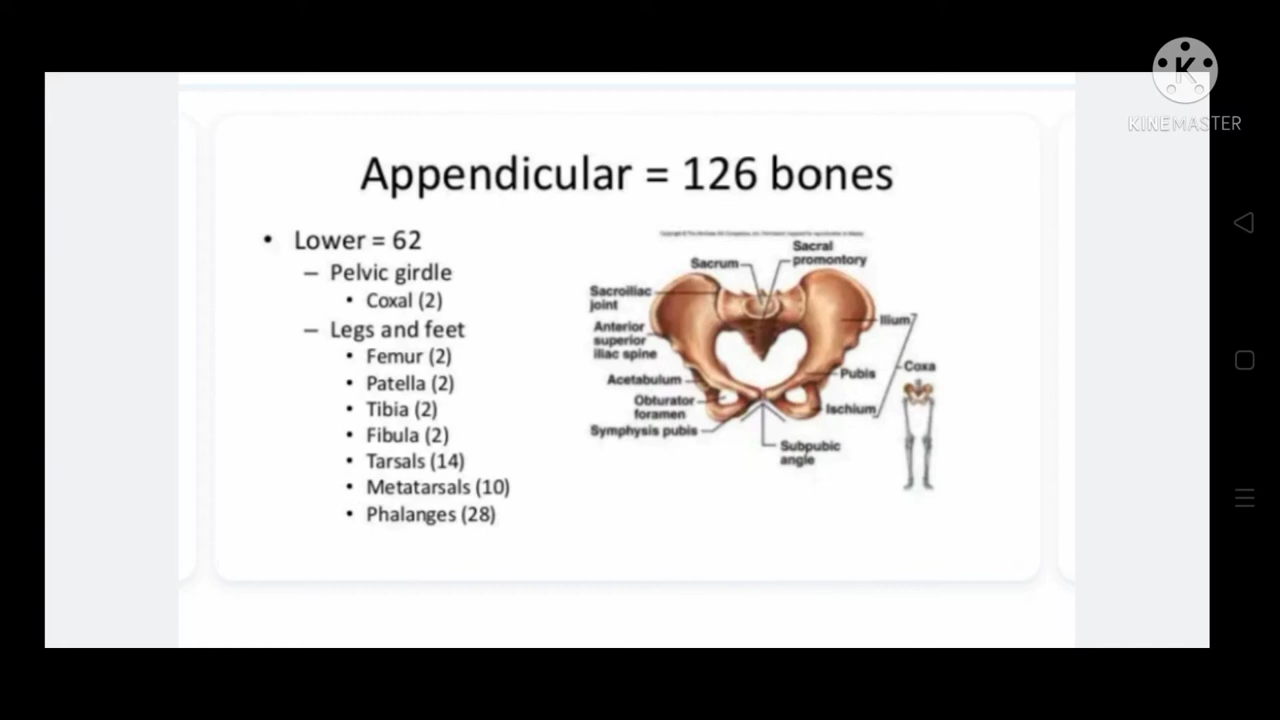 KINEMASTER
Appendicular = 126 bones
• Lower = 62
– Pelvic girdle
• Coxal (2)
– Legs and feet
• Femur (2)
• Patella (2)
• Tibia (2)
• Fibula (2)
• Tarsals (14)
• Metatarsals (10)
• Phalanges (28)
Sacral
promontory
Sacrum
Sacroiliac
joint
Anterior
superior
iliac spine
Acetabulum
Obturator
foramen
Symphysis pubis
Ilium
Coxa
Pubis
Ischium
Subpubic
angle